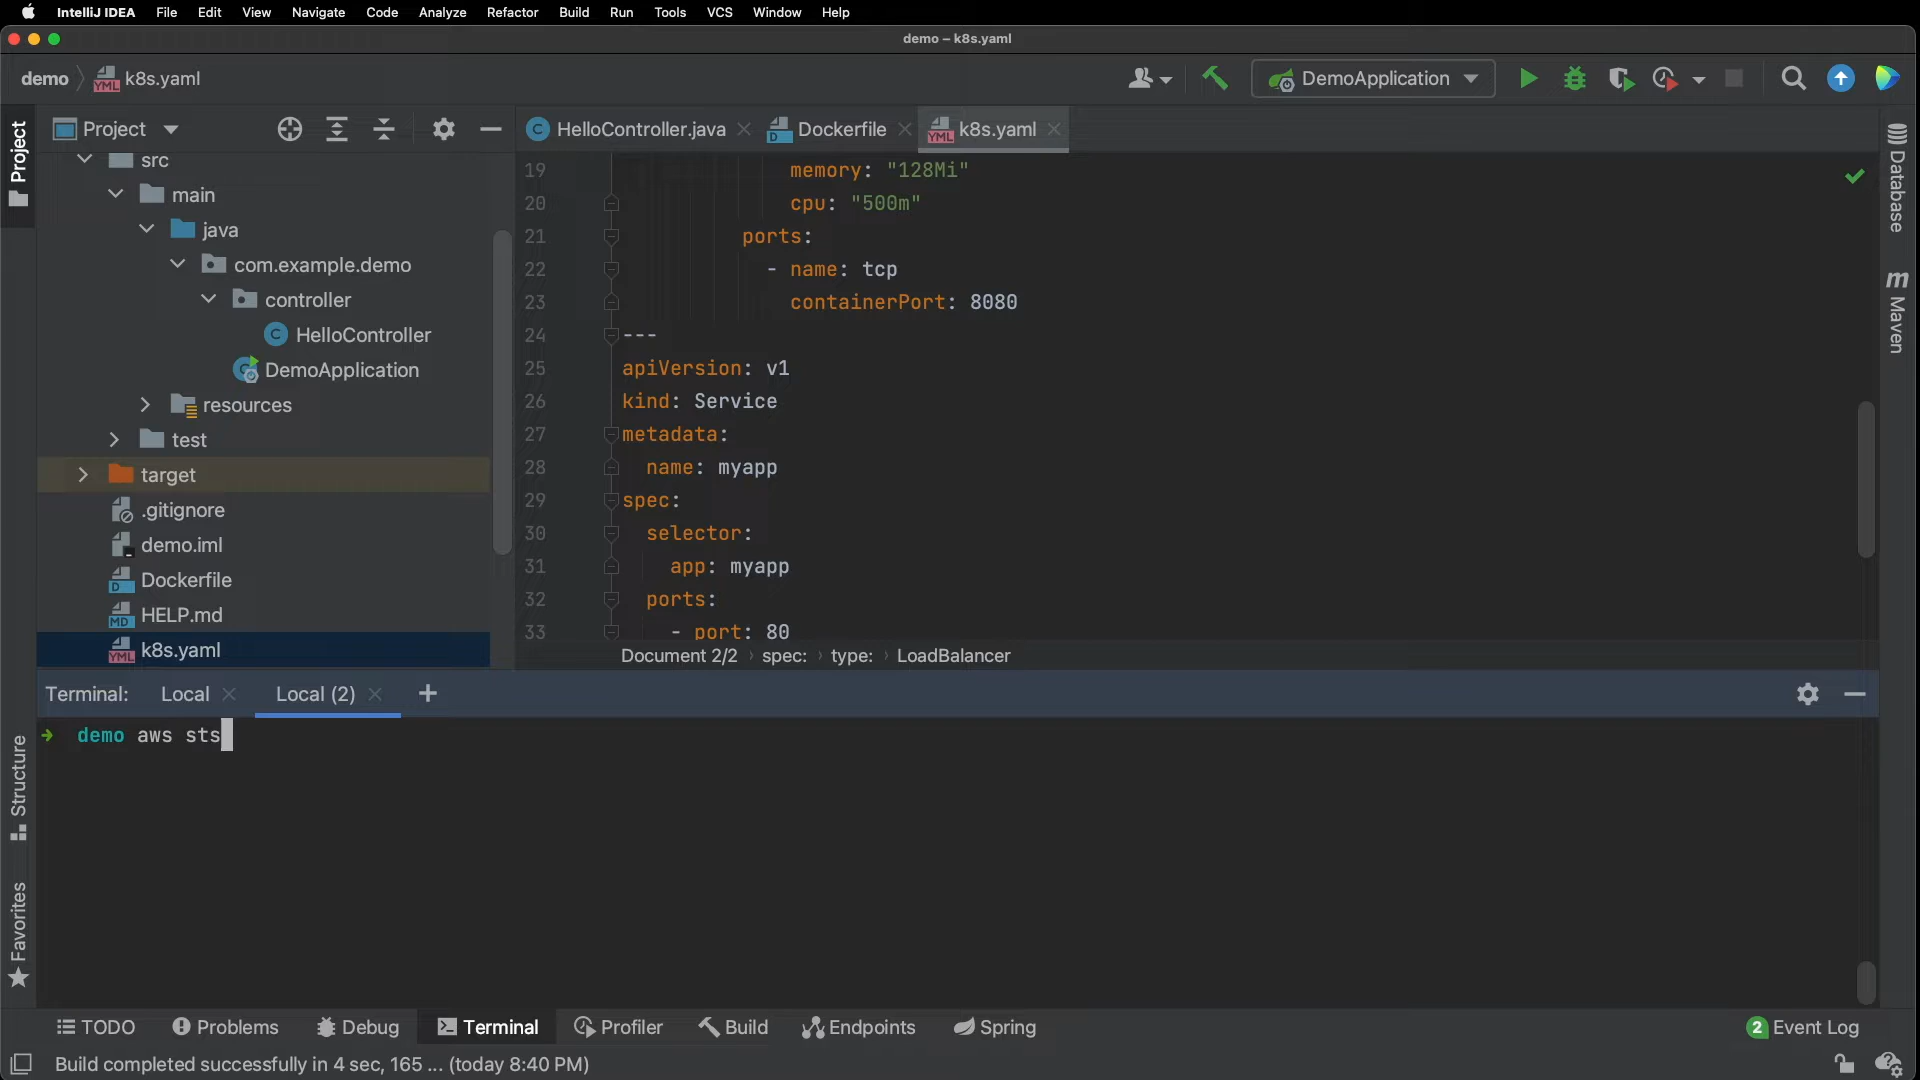 IntelliJ IDEA File Edit View Navigate Code Analyze Refactor Build Run Tools VCS Window Help
demo – k8s.yaml
demo k8s.yaml
DemoApplication
Project
Project
src
main
java
com.example.demo
controller
HelloController
DemoApplication
resources
test
target
.gitignore
demo.iml
Dockerfile
HELP.md
k8s.yaml
HelloController.java Dockerfile k8s.yaml
19 memory: "128Mi"
20 cpu: "500m"
21 ports:
22 - name: tcp
23 containerPort: 8080
24 ---
25 apiVersion: v1
26 kind: Service
27 metadata:
28 name: myapp
29 spec:
30 selector:
31 app: myapp
32 ports:
33 - port: 80
Document 2/2 › spec: › type: › LoadBalancer
Database
Maven
Terminal: Local Local (2)
demo aws sts
Structure
Favorites
TODO Problems Debug Terminal Profiler Build Endpoints Spring 2 Event Log
Build completed successfully in 4 sec, 165 ... (today 8:40 PM)